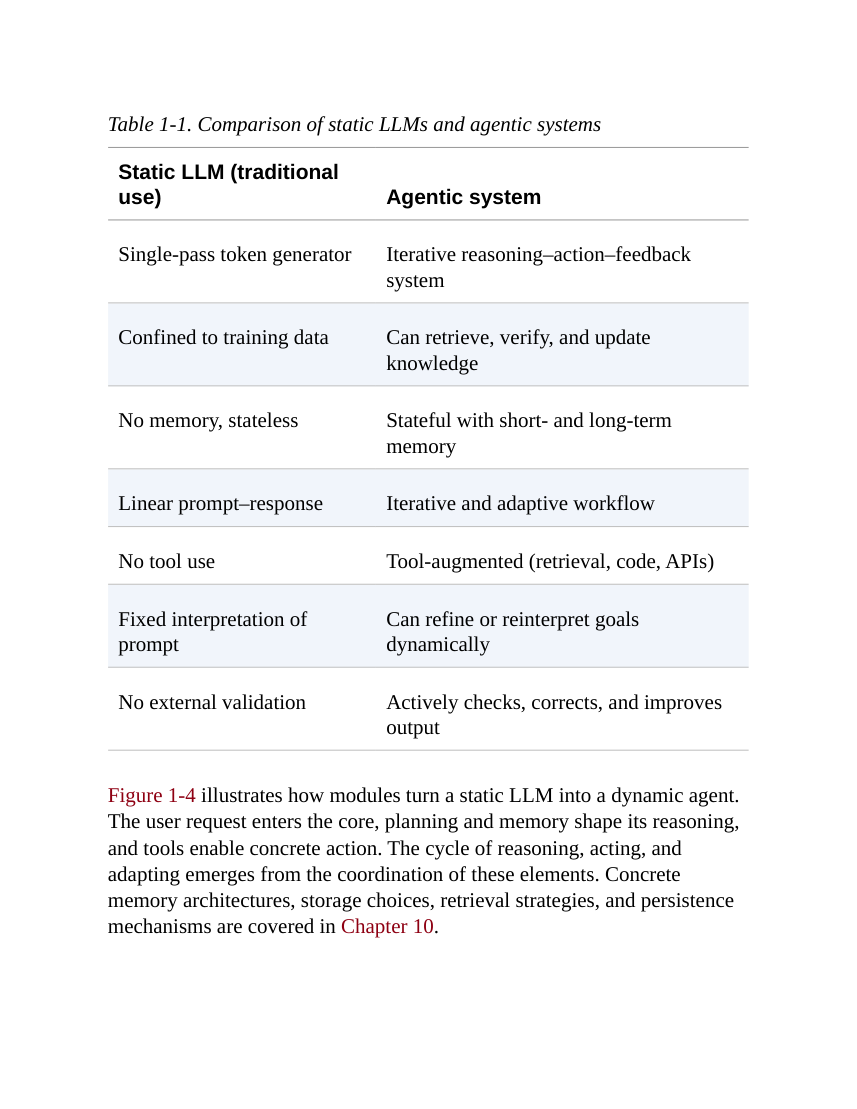 Table 1-1. Comparison of static LLMs and agentic systems
Static LLM (traditional
use)
Agentic system
Single-pass token generator
Iterative reasoning–action–feedback
system
Confined to training data
Can retrieve, verify, and update
knowledge
No memory, stateless
Stateful with short- and long-term
memory
Linear prompt–response
Iterative and adaptive workflow
No tool use
Tool-augmented (retrieval, code, APIs)
Fixed interpretation of
prompt
Can refine or reinterpret goals
dynamically
No external validation
Actively checks, corrects, and improves
output
Figure 1-4 illustrates how modules turn a static LLM into a dynamic agent.
The user request enters the core, planning and memory shape its reasoning,
and tools enable concrete action. The cycle of reasoning, acting, and
adapting emerges from the coordination of these elements. Concrete
memory architectures, storage choices, retrieval strategies, and persistence
mechanisms are covered in Chapter 10.